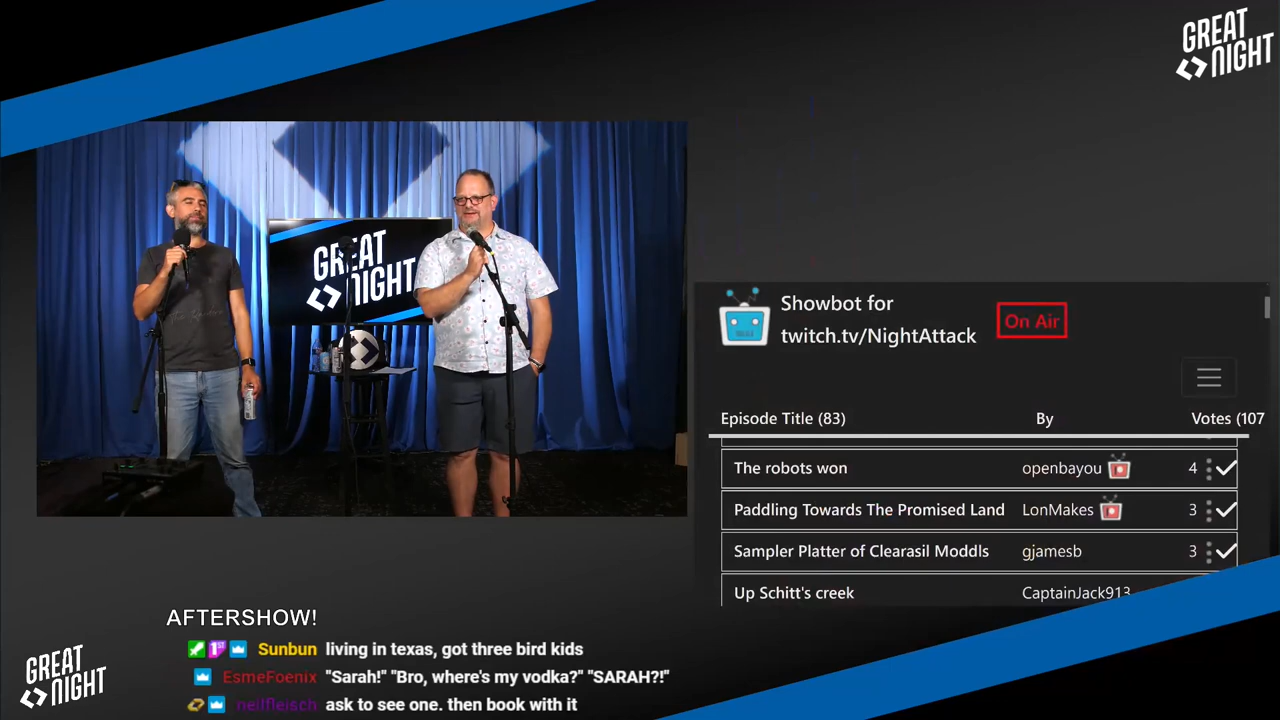 GREAT
NIGHT
GREAT
NIGHT
Showbot for
twitch.tv/NightAttack
On Air
Episode Title (83) By Votes (107
The robots won openbayou 4
Paddling Towards The Promised Land LonMakes 3
Sampler Platter of Clearasil Moddls gjamesb 3
Up Schitt's creek CaptainJack913
AFTERSHOW!
Sunbun living in texas, got three bird kids
EsmeFoenix "Sarah!" "Bro, where's my vodka?" "SARAH?!"
neilfleisch ask to see one. then book with it
GREAT
NIGHT